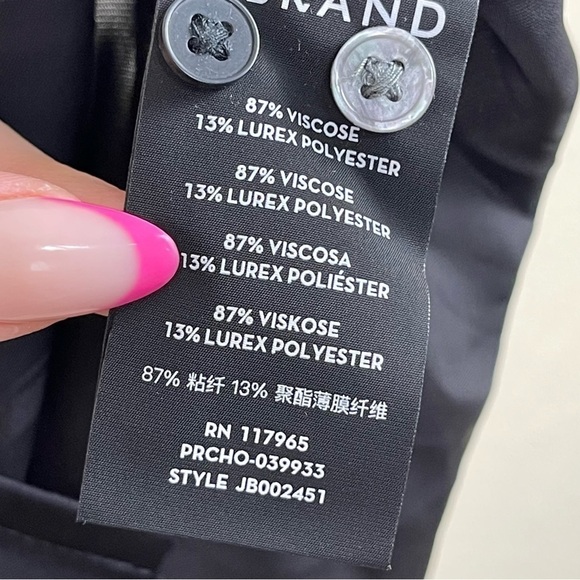 BRAND
87% VISCOSE
13% LUREX POLYESTER
87% VISCOSE
13% LUREX POLYESTER
87% VISCOSA
13% LUREX POLIÉSTER
87% VISKOSE
13% LUREX POLYESTER
87% 粘纤 13% 聚酯薄膜纤维
RN 117965
PRCHO-039933
STYLE JB002451